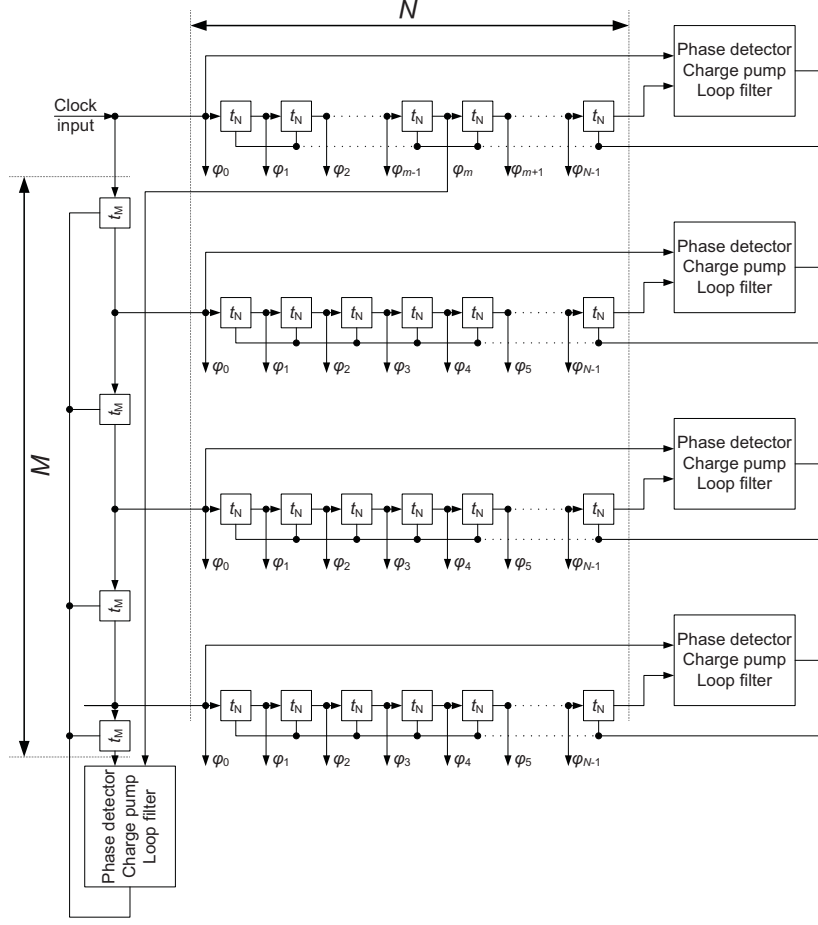 N
Phase detector
Charge pump
Loop filter
Clock
input
tN tN tN tN tN
φ0 φ1 φ2 φm-1 φm φm+1 φN-1
M
tM
Phase detector
Charge pump
Loop filter
tN tN tN tN tN tN
φ0 φ1 φ2 φ3 φ4 φ5 φN-1
tM
Phase detector
Charge pump
Loop filter
tN tN tN tN tN tN
φ0 φ1 φ2 φ3 φ4 φ5 φN-1
tM
Phase detector
Charge pump
Loop filter
tN tN tN tN tN tN
tM
φ0 φ1 φ2 φ3 φ4 φ5 φN-1
Phase detector
Charge pump
Loop filter